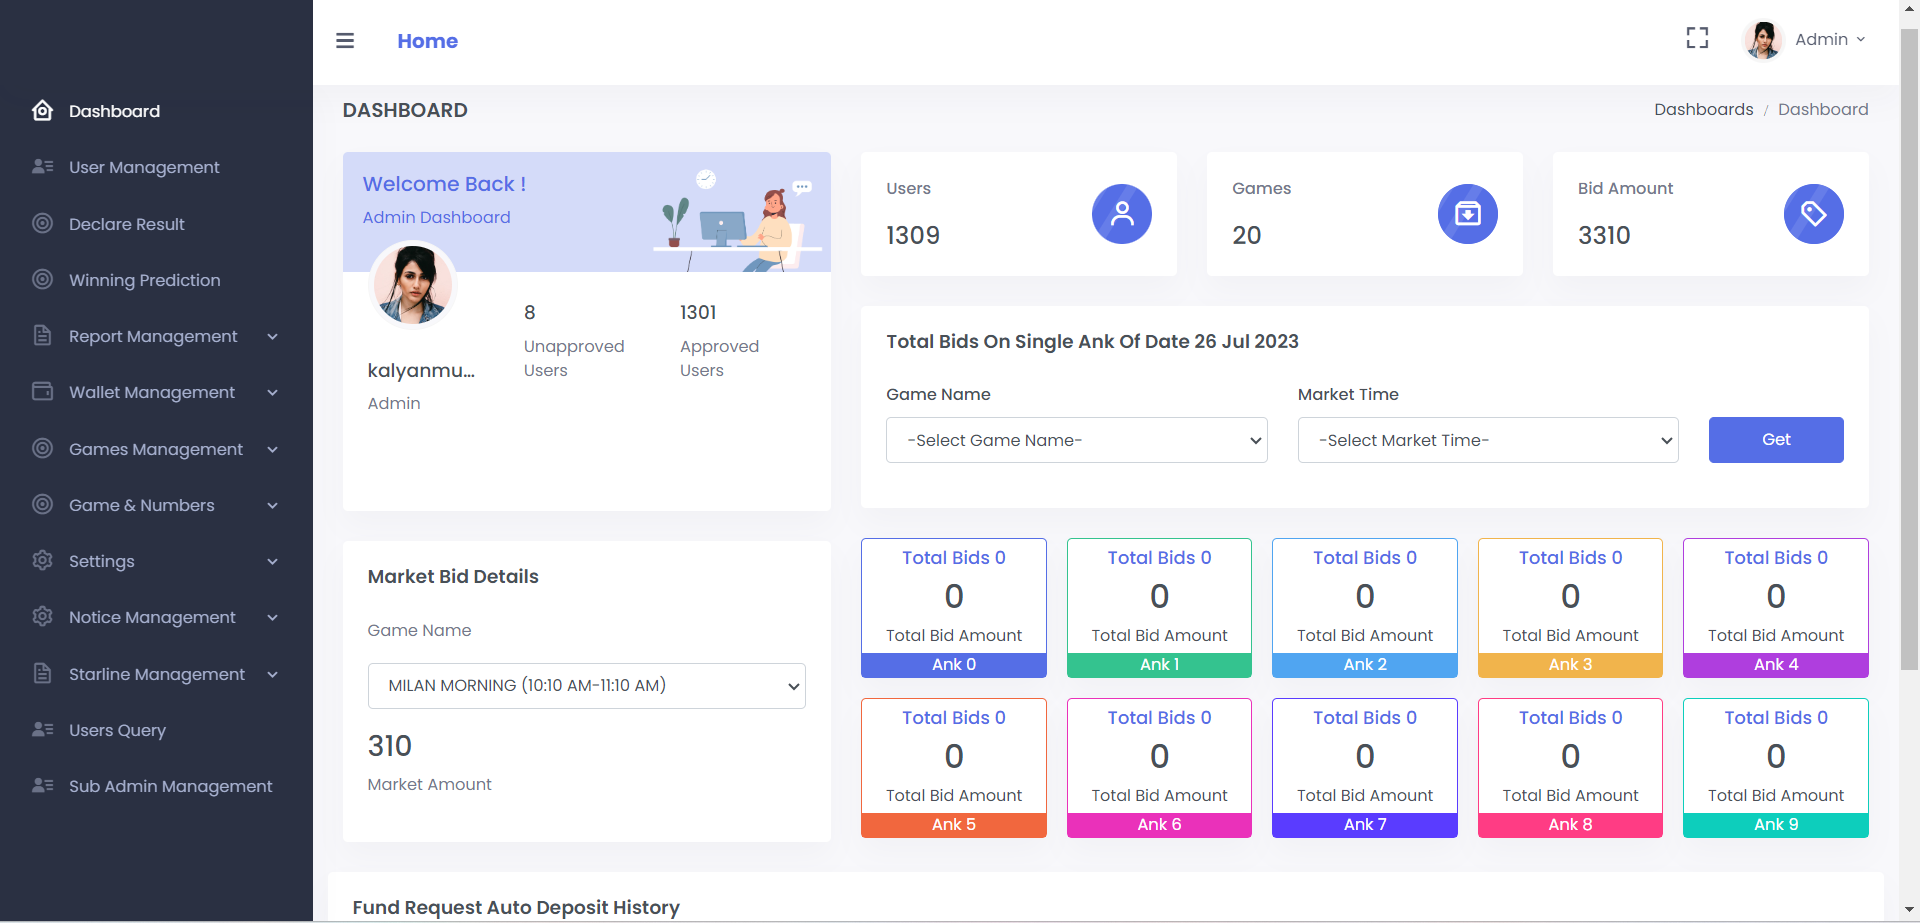 Home
Admin
Dashboard
User Management
Declare Result
Winning Prediction
Report Management
Wallet Management
Games Management
Game & Numbers
Settings
Notice Management
Starline Management
Users Query
Sub Admin Management
DASHBOARD
Dashboards / Dashboard
Welcome Back !
Admin Dashboard
kalyanmu...
Admin
8
Unapproved
Users
1301
Approved
Users
Users
1309
Games
20
Bid Amount
3310
Total Bids On Single Ank Of Date 26 Jul 2023
Game Name
-Select Game Name-
Market Time
-Select Market Time-
Get
Market Bid Details
Game Name
MILAN MORNING (10:10 AM-11:10 AM)
310
Market Amount
Total Bids 0
0
Total Bid Amount
Ank 0
Total Bids 0
0
Total Bid Amount
Ank 1
Total Bids 0
0
Total Bid Amount
Ank 2
Total Bids 0
0
Total Bid Amount
Ank 3
Total Bids 0
0
Total Bid Amount
Ank 4
Total Bids 0
0
Total Bid Amount
Ank 5
Total Bids 0
0
Total Bid Amount
Ank 6
Total Bids 0
0
Total Bid Amount
Ank 7
Total Bids 0
0
Total Bid Amount
Ank 8
Total Bids 0
0
Total Bid Amount
Ank 9
Fund Request Auto Deposit History